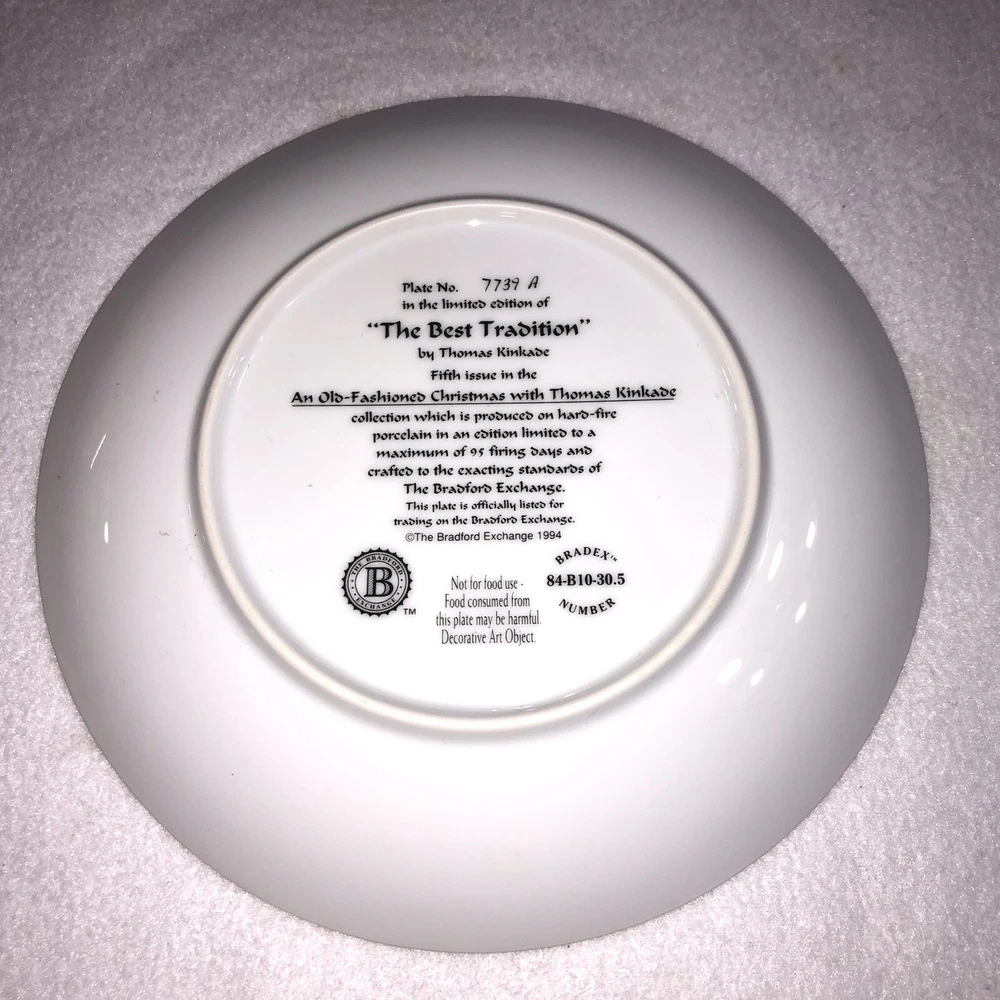 Plate No. 7739 A
in the limited edition of
“The Best Tradition”
by Thomas Kinkade
Fifth issue in the
An Old-Fashioned Christmas with Thomas Kinkade
collection which is produced on hard-fire
porcelain in an edition limited to a
maximum of 95 firing days and
crafted to the exacting standards of
The Bradford Exchange.
This plate is officially listed for
trading on the Bradford Exchange.
©The Bradford Exchange 1994
THE BRADFORD
B
EXCHANGE
TM
Not for food use -
Food consumed from
this plate may be harmful.
Decorative Art Object.
BRADEX™
84-B10-30.5
NUMBER